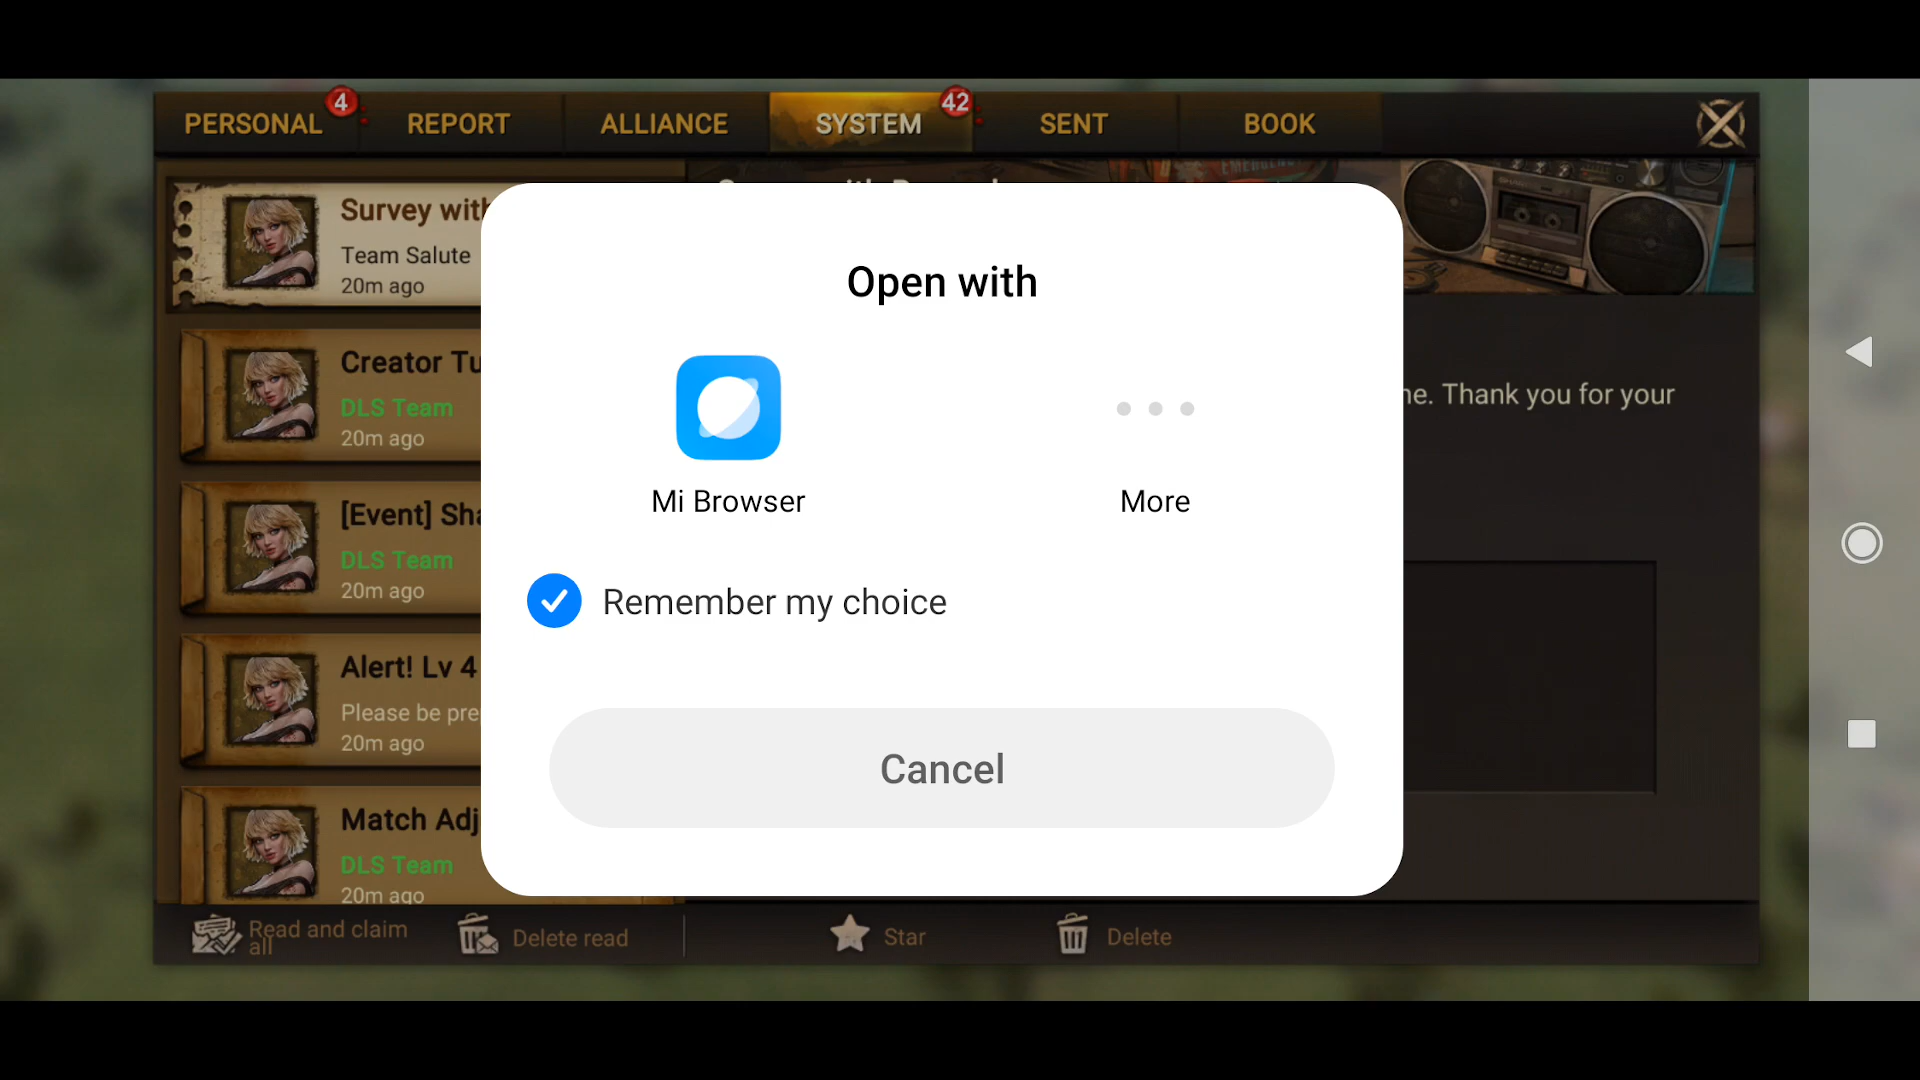 PERSONAL 4 REPORT ALLIANCE SYSTEM 42 SENT BOOK
Survey with
Team Salute
20m ago
Creator Tu
DLS Team
20m ago
[Event] Sha
DLS Team
20m ago
Alert! Lv 4
Please be pre
20m ago
Match Adj
DLS Team
20m ago
Open with
Mi Browser
More
Remember my choice
Cancel
me. Thank you for your
Read and claim
all
Delete read
Star
Delete